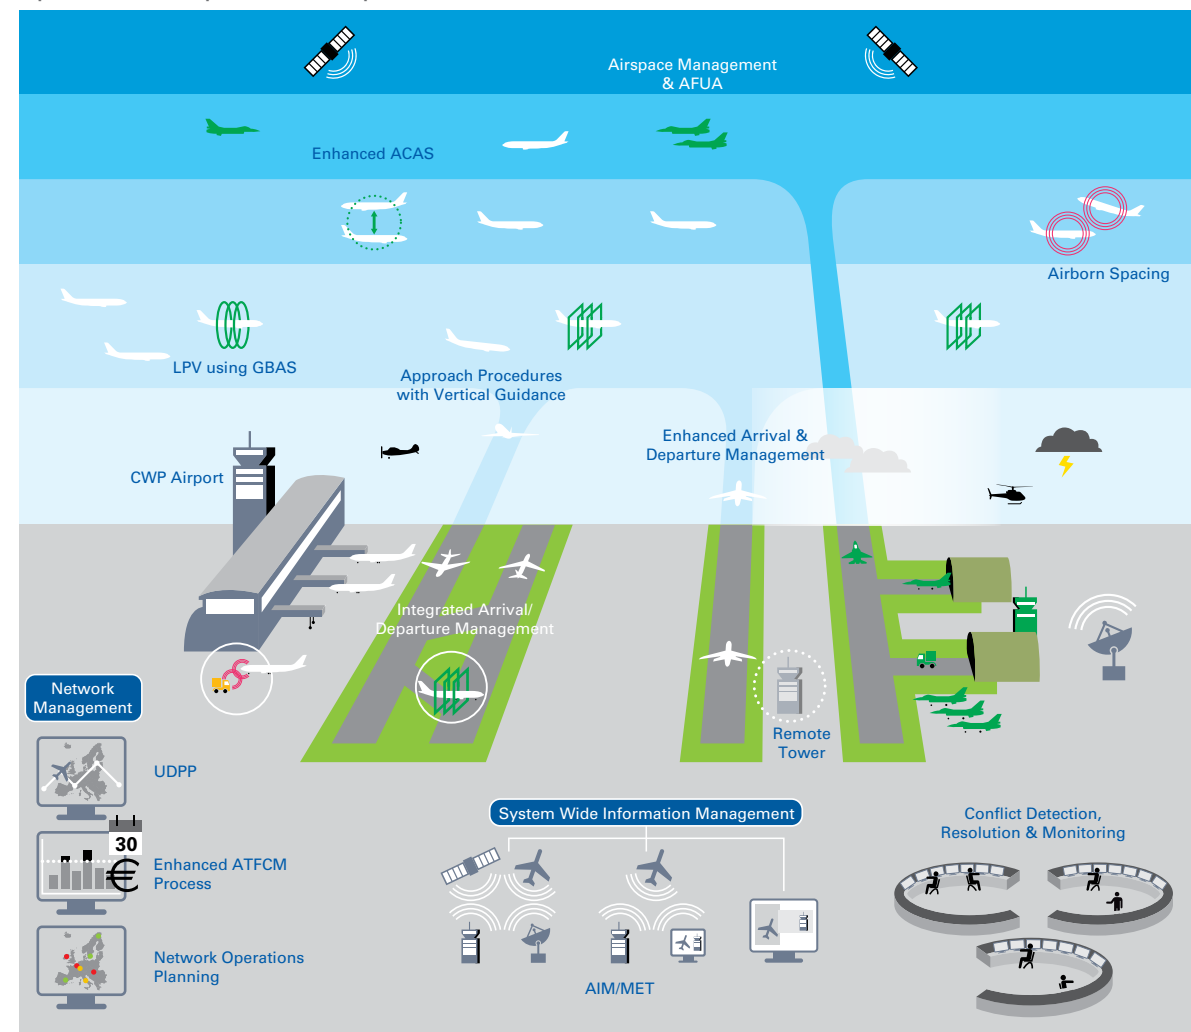 Airspace Management
& AFUA
Enhanced ACAS
Airborn Spacing
LPV using GBAS
Approach Procedures
with Vertical Guidance
Enhanced Arrival &
Departure Management
CWP Airport
Integrated Arrival/
Departure Management
Network
Management
Remote
Tower
UDPP
System Wide Information Management
Conflict Detection,
Resolution & Monitoring
30
€
Enhanced ATFCM
Process
Network Operations
Planning
AIM/MET